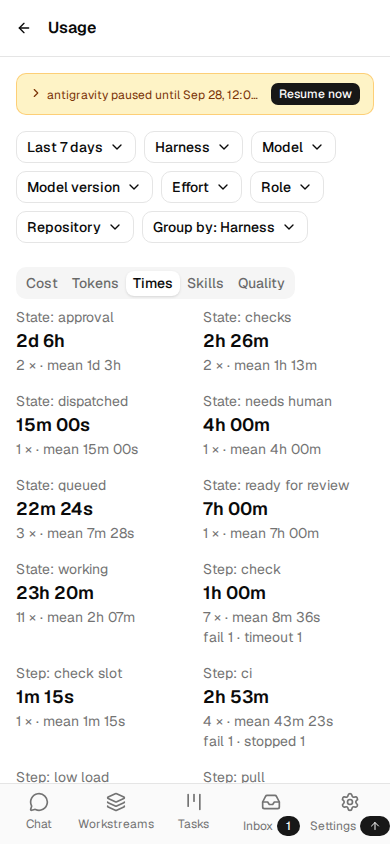 Usage
antigravity paused until Sep 28, 12:0... Resume now
Last 7 days Harness Model
Model version Effort Role
Repository Group by: Harness
Cost Tokens Times Skills Quality
State: approval State: checks
2d 6h 2h 26m
2 × · mean 1d 3h 2 × · mean 1h 13m
State: dispatched State: needs human
15m 00s 4h 00m
1 × · mean 15m 00s 1 × · mean 4h 00m
State: queued State: ready for review
22m 24s 7h 00m
3 × · mean 7m 28s 1 × · mean 7h 00m
State: working Step: check
23h 20m 1h 00m
11 × · mean 2h 07m 7 × · mean 8m 36s
fail 1 · timeout 1
Step: check slot Step: ci
1m 15s 2h 53m
1 × · mean 1m 15s 4 × · mean 43m 23s
fail 1 · stopped 1
Step: low load Step: pull
Chat Workstreams Tasks Inbox 1 Settings ↑